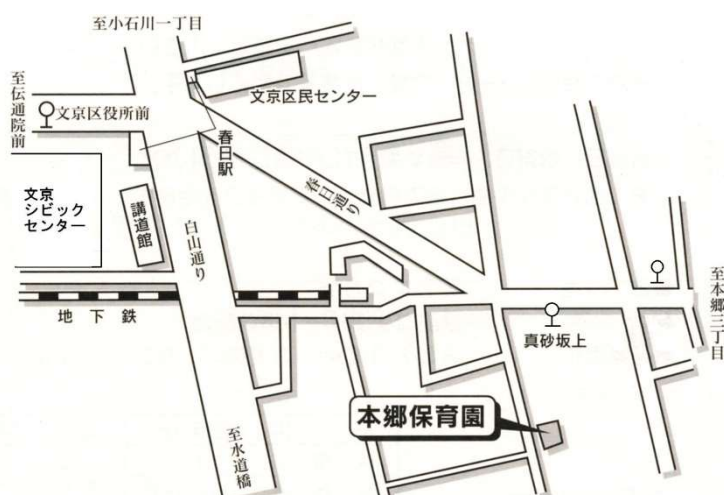 至小石川一丁目
至伝通院前
文京区役所前
文京区民センター
春日駅
春日通り
文京
シビック
センター
講道館
白山通り
地下鉄
至本郷三丁目
真砂坂上
本郷保育園
至水道橋